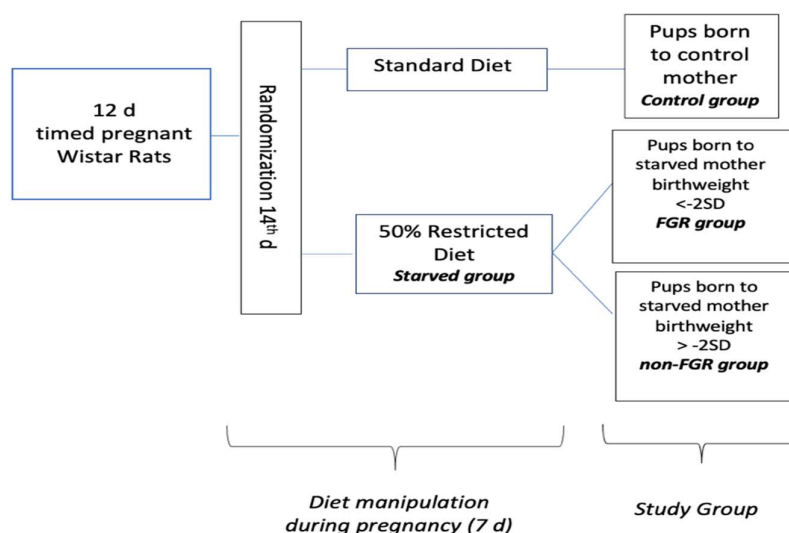 12 d
timed pregnant
Wistar Rats
Randomization 14th d
Standard Diet
Pups born
to control
mother
Control group
50% Restricted
Diet
Starved group
Pups born to
starved mother
birthweight
<-2SD
FGR group
Pups born to
starved mother
birthweight
> -2SD
non-FGR group
Diet manipulation
during pregnancy (7 d)
Study Group